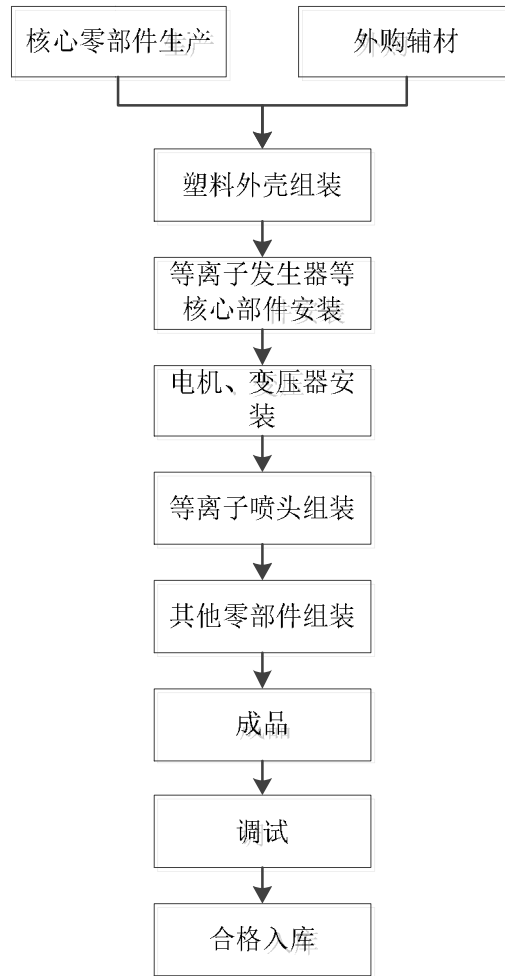 核心零部件生产
外购辅材
塑料外壳组装
等离子发生器等
核心部件安装
电机、变压器安
装
等离子喷头组装
其他零部件组装
成品
调试
合格入库